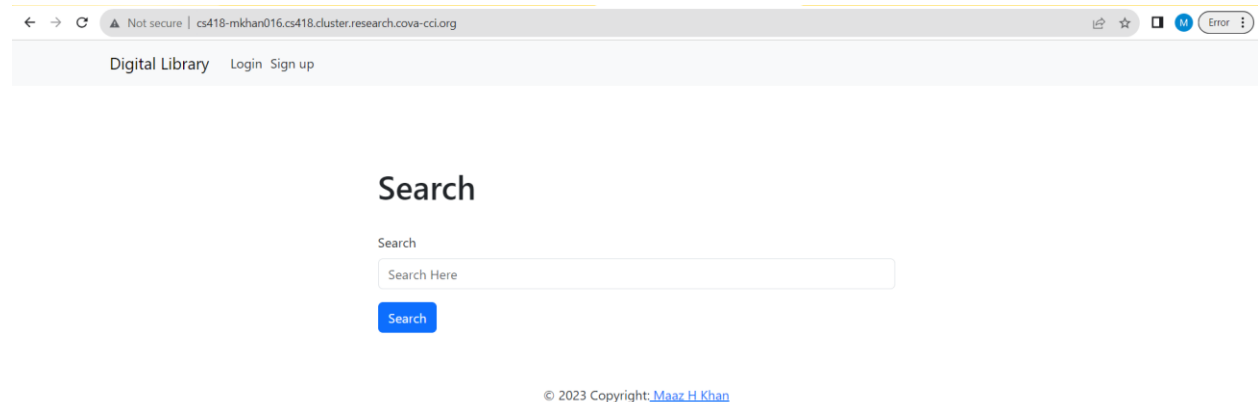 Not secure | cs418-mkhan016.cs418.cluster.research.cova-cci.org M Error
Digital Library Login Sign up
Search
Search
Search Here
Search
© 2023 Copyright: Maaz H Khan